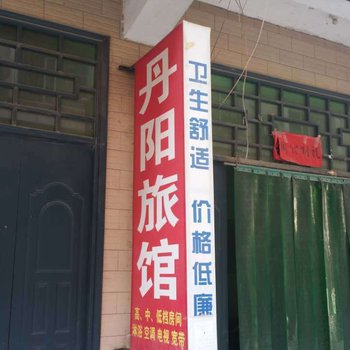 丹阳旅馆
高、中、低档房间
淋浴 空调 电视 宽带
卫生舒适 价格低廉